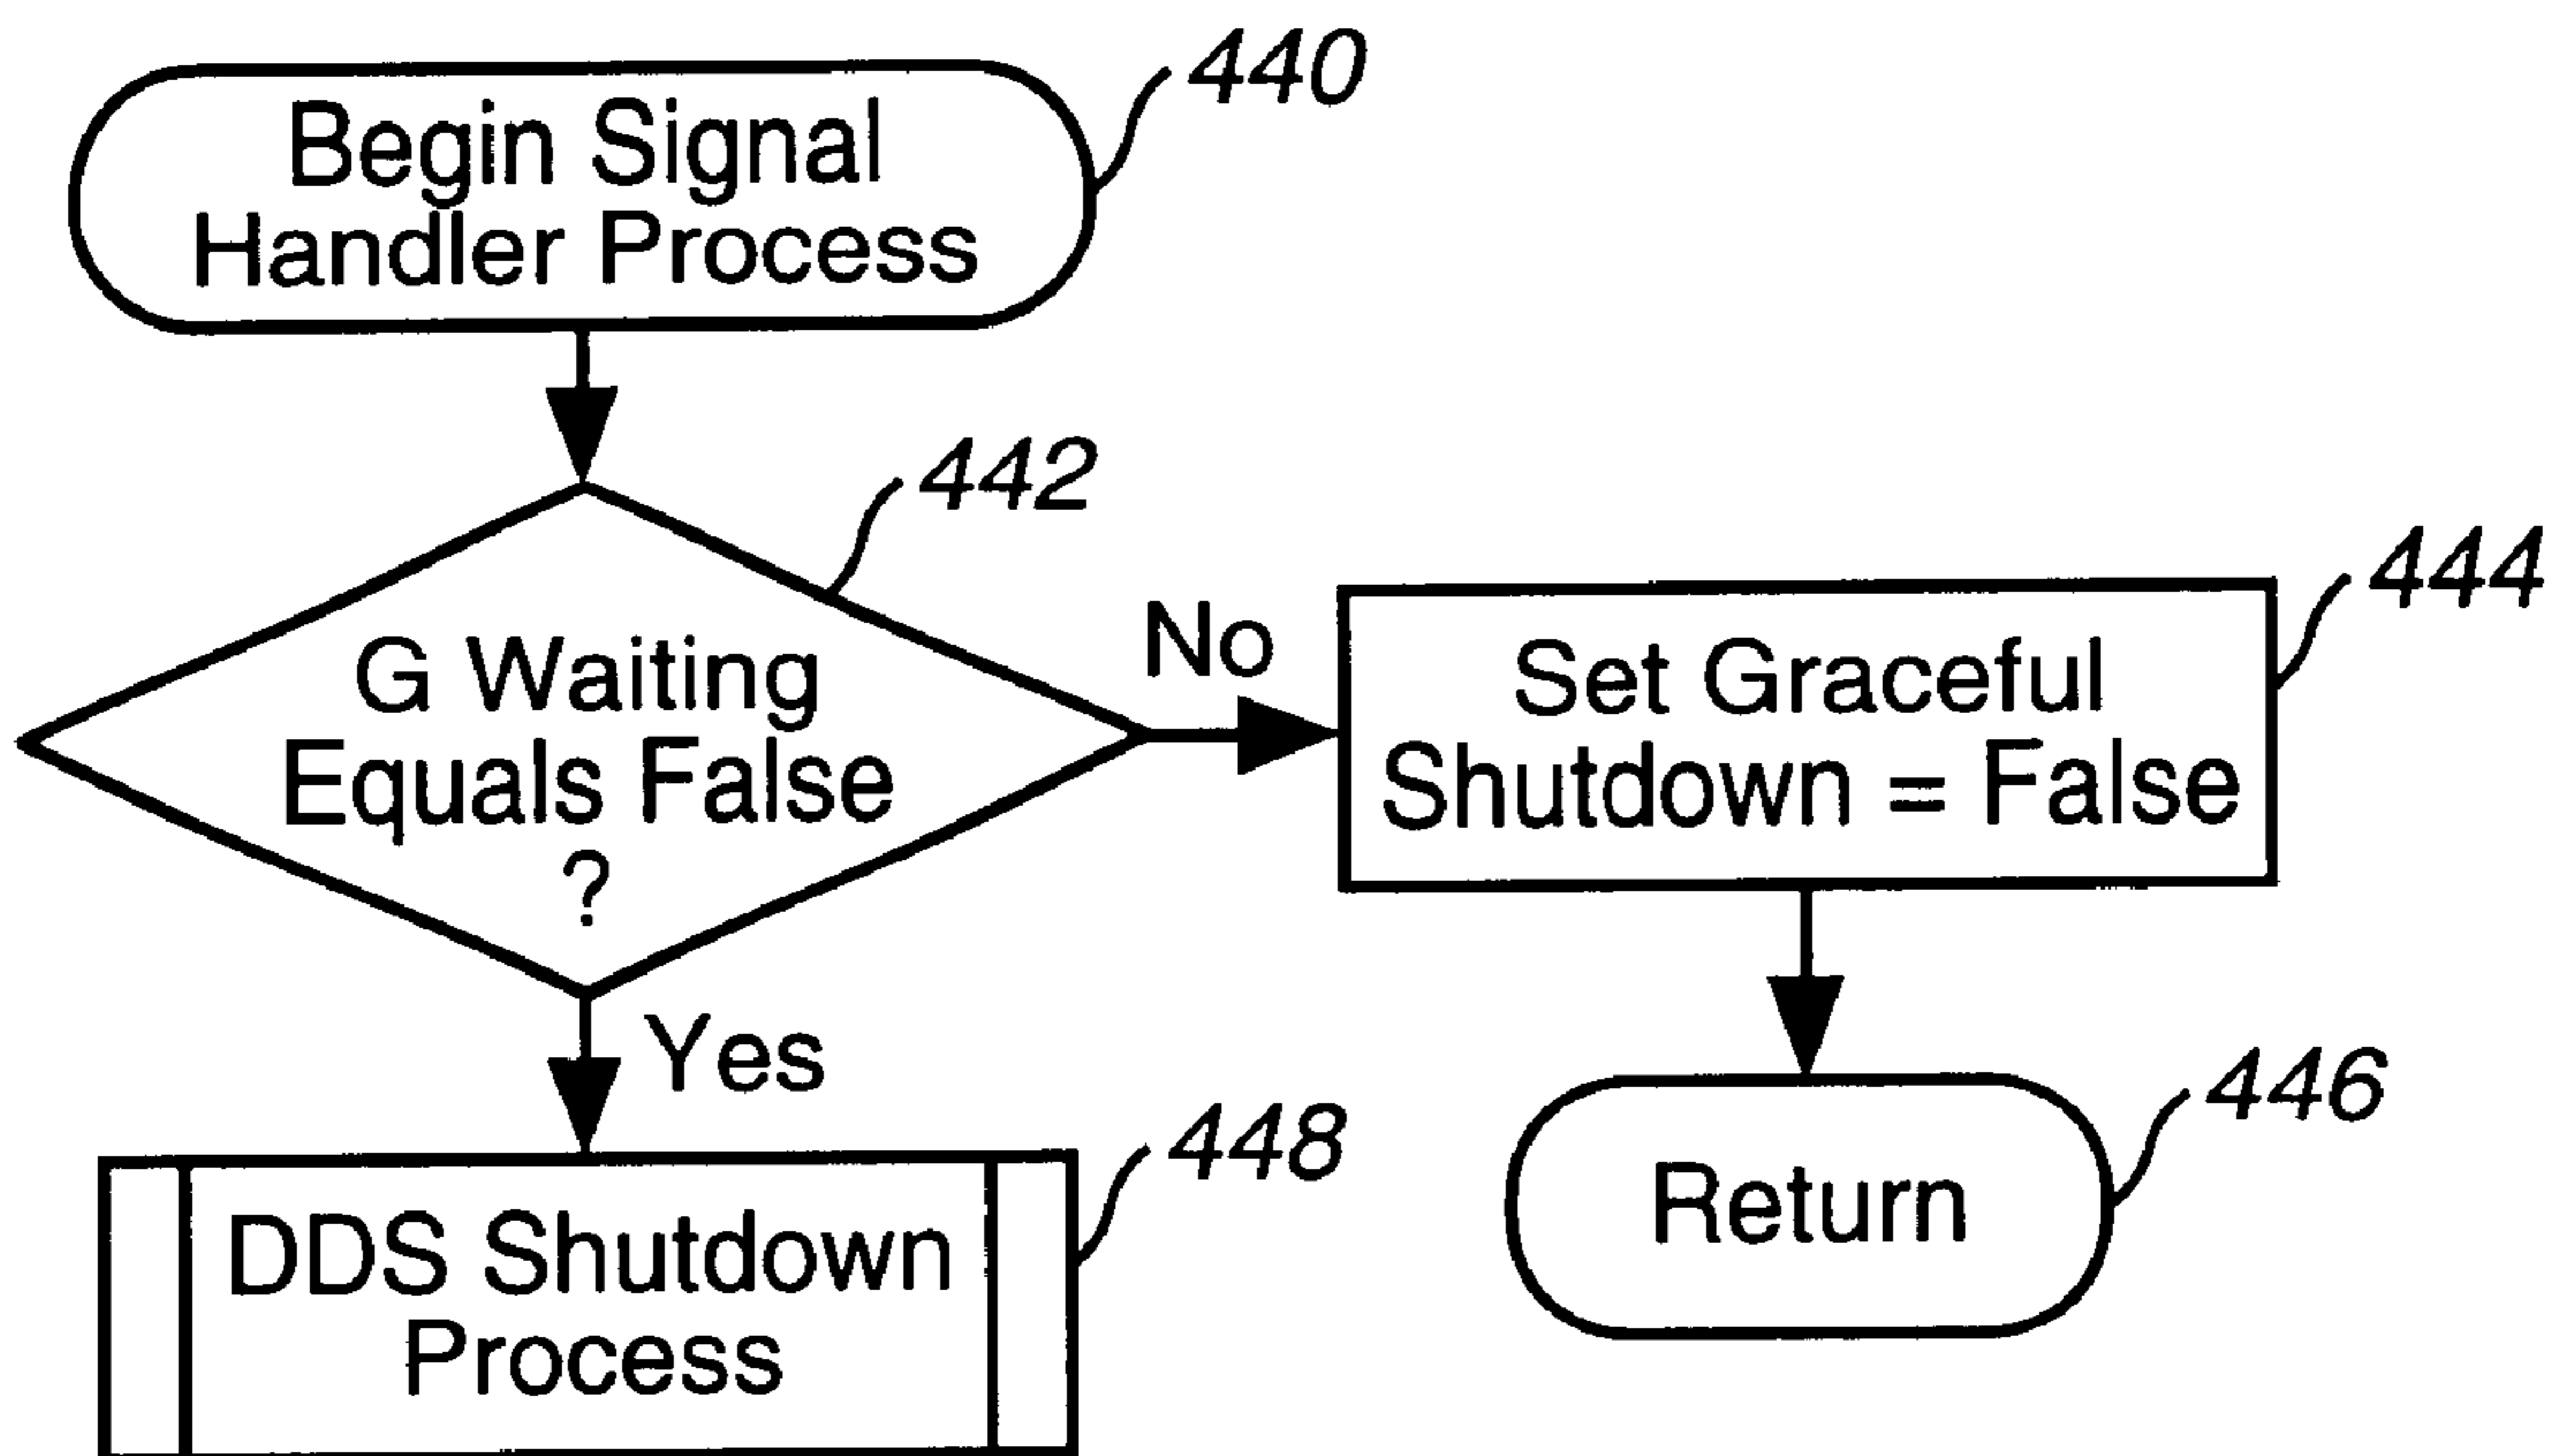 440
Begin Signal
Handler Process
442
G Waiting
Equals False
?
No
444
Set Graceful
Shutdown = False
Yes
448
DDS Shutdown
Process
446
Return